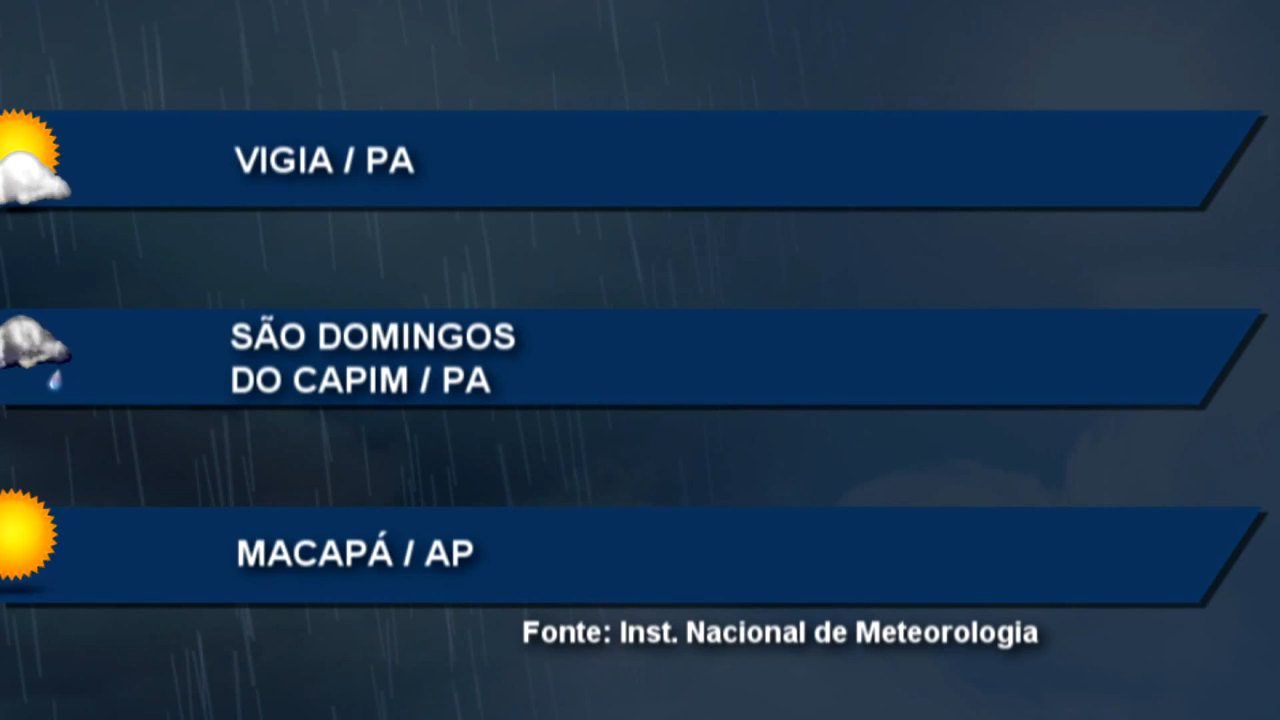 VIGIA / PA
SÃO DOMINGOS
DO CAPIM / PA
MACAPÁ / AP
Fonte: Inst. Nacional de Meteorologia